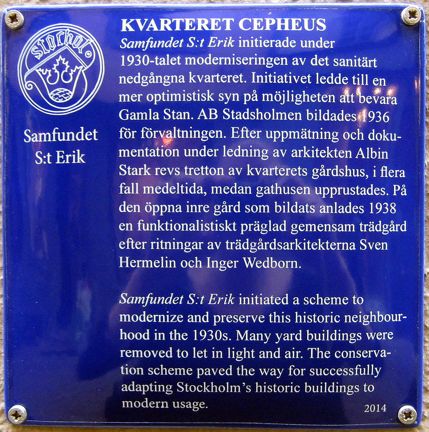 KVARTERET CEPHEUS
Samfundet S:t Erik initierade under
1930-talet moderniseringen av det sanitärt
nedgångna kvarteret. Initiativet ledde till en
mer optimistisk syn på möjligheten att bevara
Gamla Stan. AB Stadsholmen bildades 1936
för förvaltningen. Efter uppmätning och doku-
mentation under ledning av arkitekten Albin
Stark revs tretton av kvarterets gårdshus, i flera
fall medeltida, medan gathusen upprustades. På
den öppna inre gård som bildats anlades 1938
en funktionalistiskt präglad gemensam trädgård
efter ritningar av trädgårdsarkitekterna Sven
Hermelin och Inger Wedborn.
Samfundet S:t Erik initiated a scheme to
modernize and preserve this historic neighbour-
hood in the 1930s. Many yard buildings were
removed to let in light and air. The conserva-
tion scheme paved the way for successfully
adapting Stockholm's historic buildings to
modern usage.
2014
Samfundet
S:t Erik